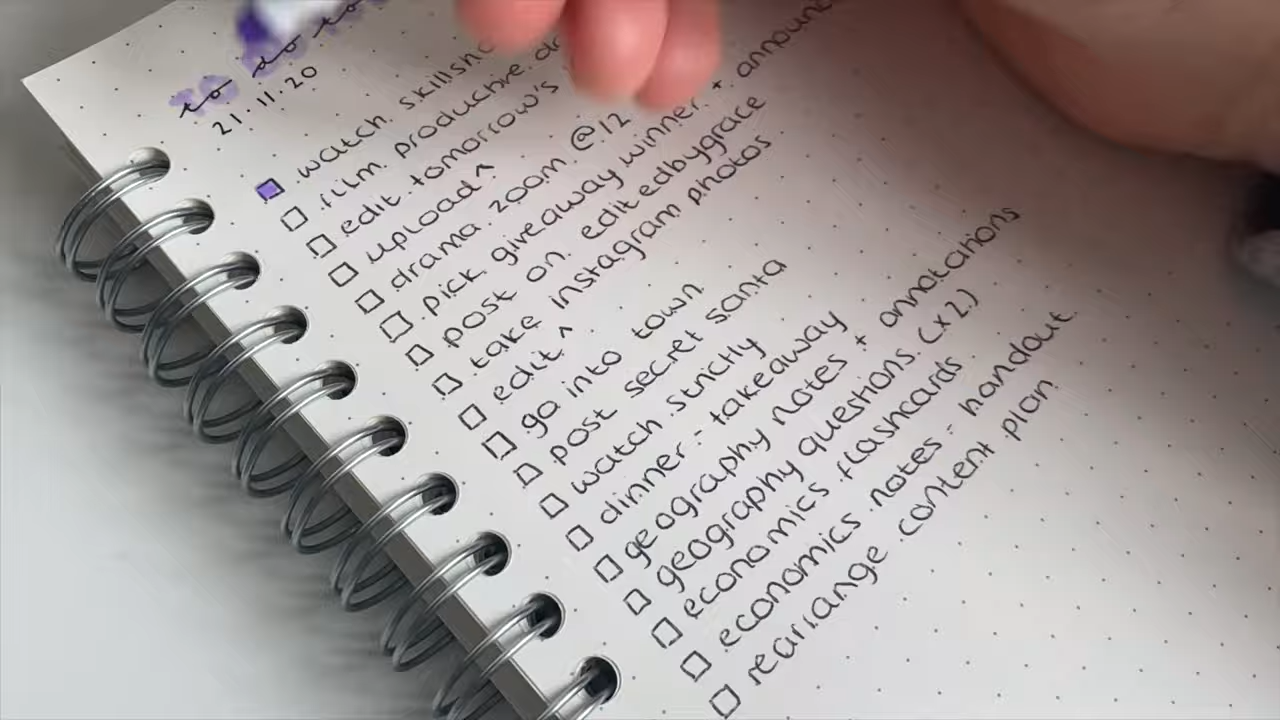 to do
21.11.20
watch
film productive
edit tomorrow's
upload ^
drama zoom @12
pick giveaway winner +
post on editedbygrace
take instagram photos
edit ^
go into town
post secret santa
watch strictly
dinner - takeaway
geography notes + annotations
geography questions (x2)
economics flashcards
economics notes - handout
rearrange content plan